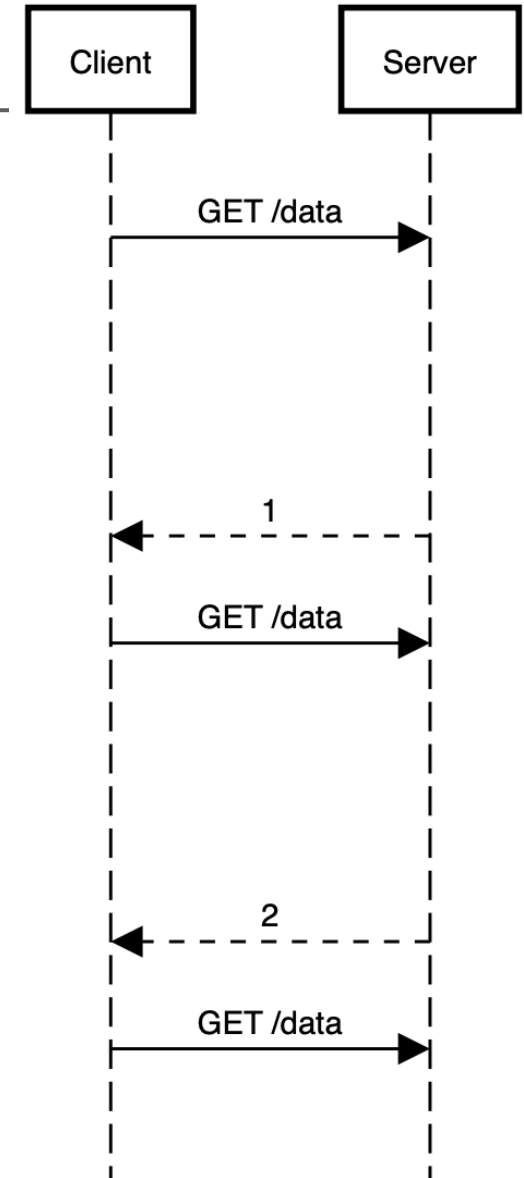 Client
Server
GET /data
1
GET /data
2
GET /data